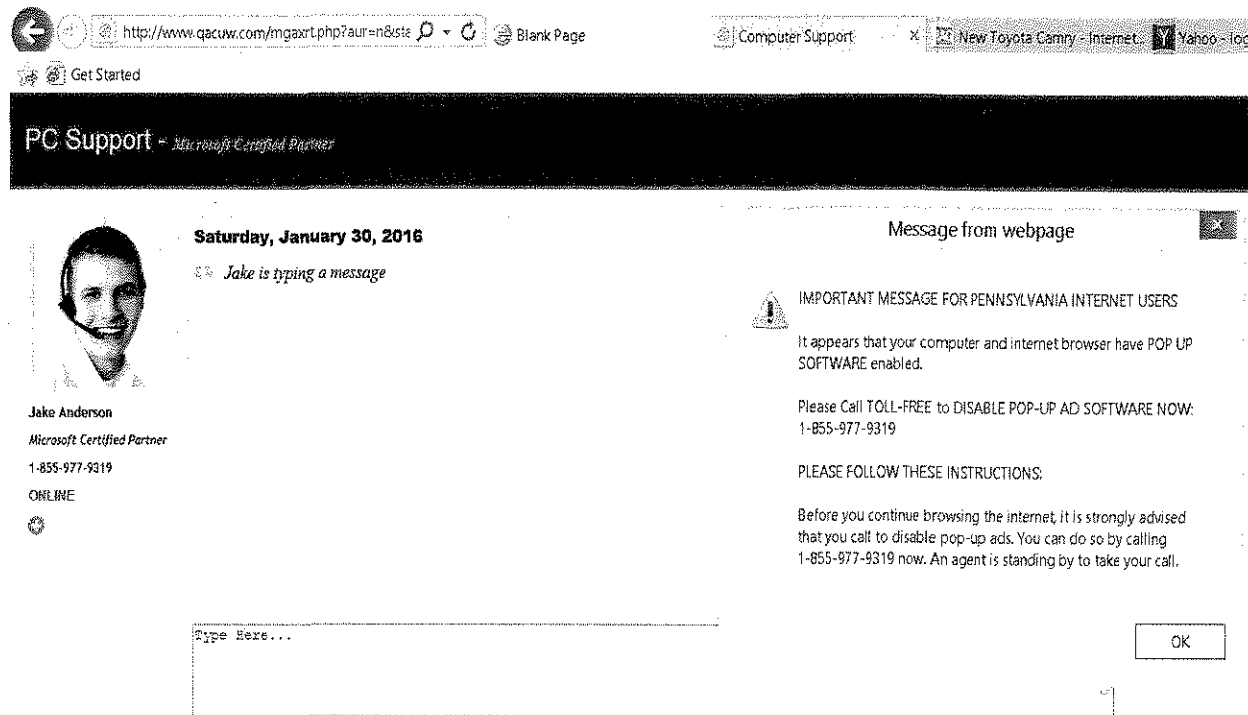 http://www.qacuw.com/mgaxrt.php?aur=n&ste
Blank Page
Computer Support
New Toyota Camry - Internet...
Yahoo - log
Get Started
PC Support - Microsoft Certified Partner
Saturday, January 30, 2016
Jake is typing a message
Jake Anderson
Microsoft Certified Partner
1-855-977-9319
ONLINE
Message from webpage
IMPORTANT MESSAGE FOR PENNSYLVANIA INTERNET USERS
It appears that your computer and internet browser have POP UP
SOFTWARE enabled.
Please Call TOLL-FREE to DISABLE POP-UP AD SOFTWARE NOW:
1-855-977-9319
PLEASE FOLLOW THESE INSTRUCTIONS:
Before you continue browsing the internet, it is strongly advised
that you call to disable pop-up ads. You can do so by calling
1-855-977-9319 now. An agent is standing by to take your call.
OK
Type Here...